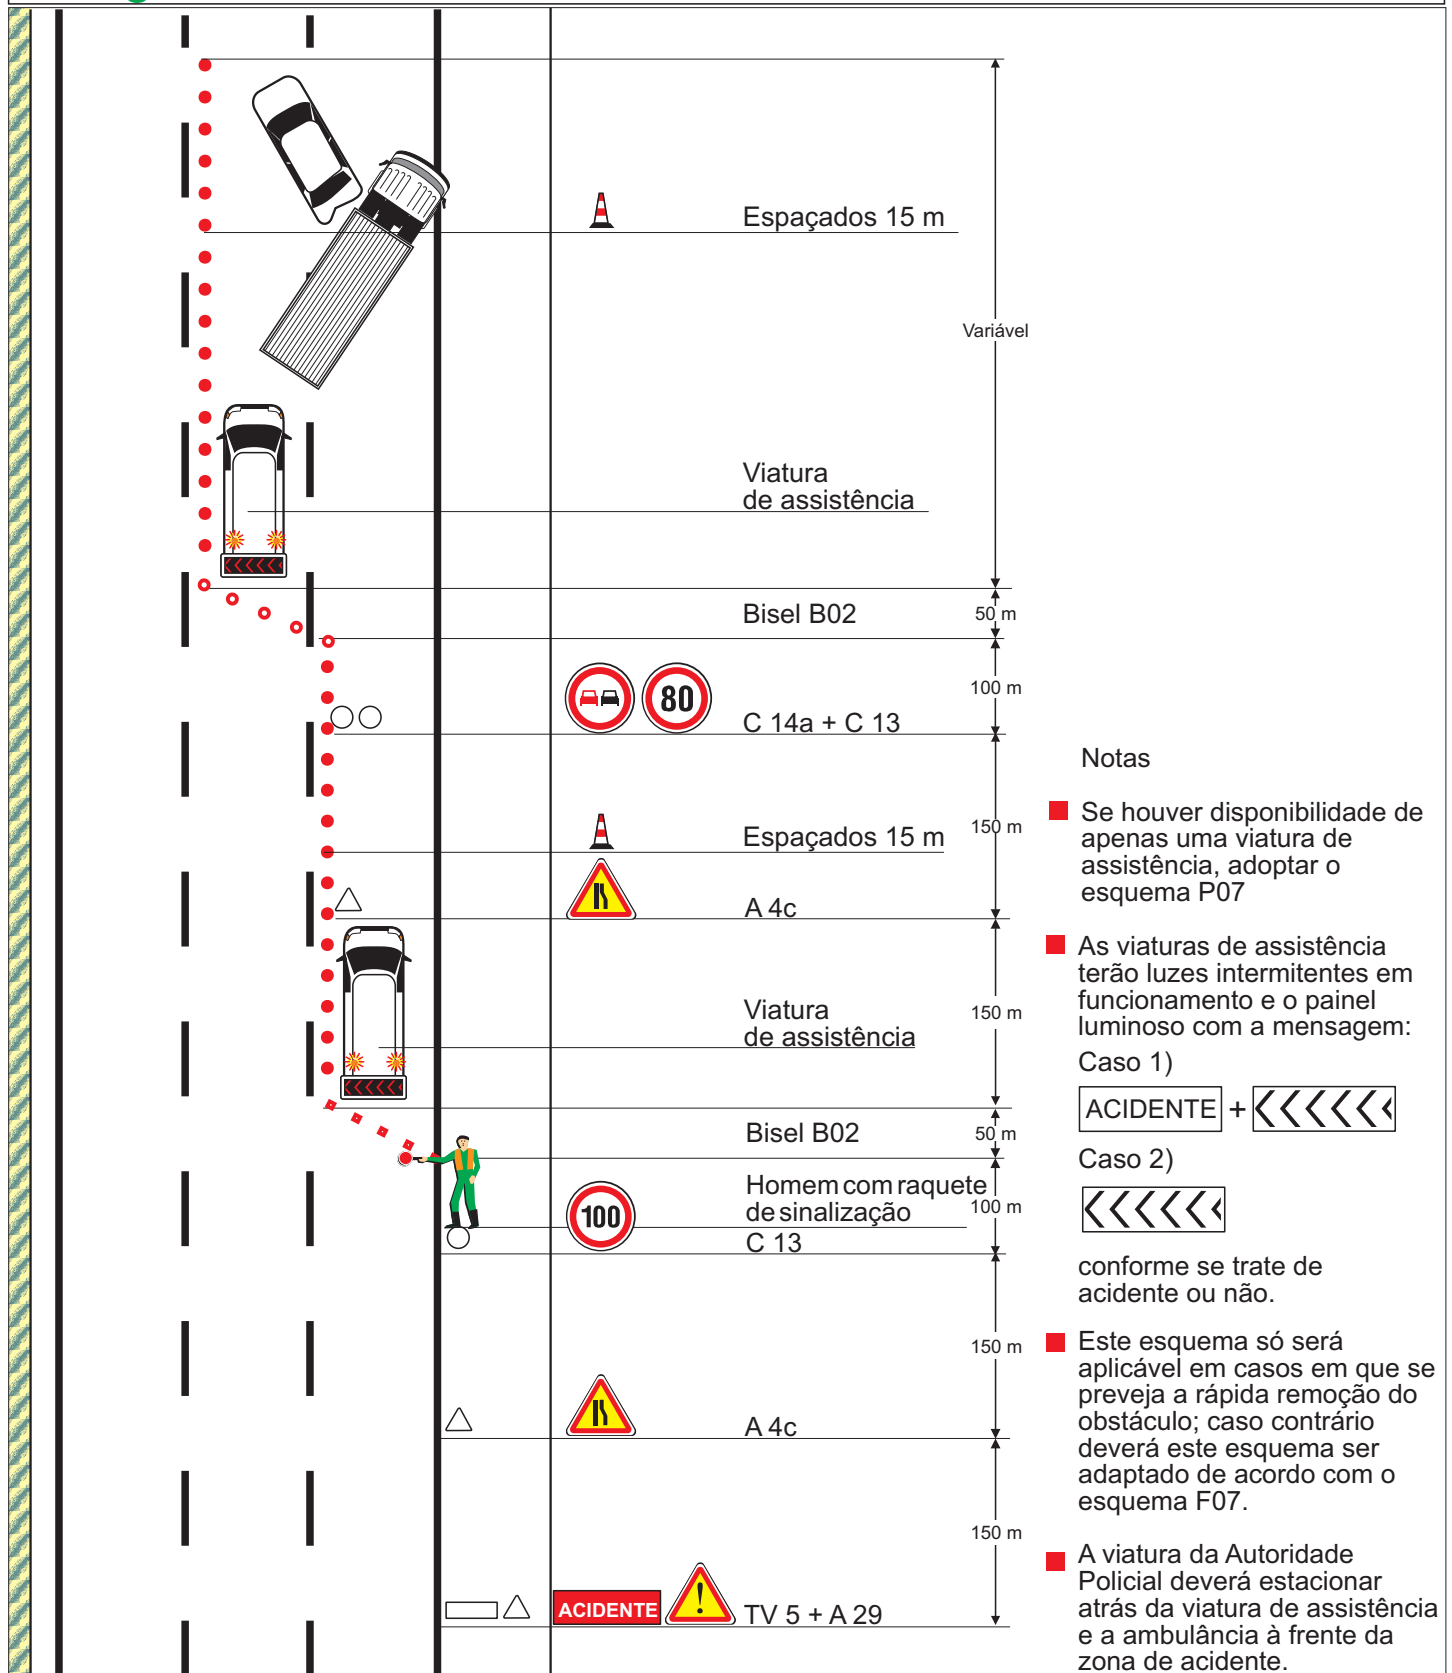 Espaçados 15 m
Variável
Viatura
de assistência
Bisel B02
50 m
80
100 m
C 14a + C 13
Espaçados 15 m
150 m
A 4c
Viatura
de assistência
150 m
Bisel B02
50 m
Homem com raquete
de sinalização
100
100 m
C 13
150 m
A 4c
150 m
ACIDENTE
!
TV 5 + A 29
Notas
Se houver disponibilidade de
apenas uma viatura de
assistência, adoptar o
esquema P07
As viaturas de assistência
terão luzes intermitentes em
funcionamento e o painel
luminoso com a mensagem:
Caso 1)
ACIDENTE +
Caso 2)
conforme se trate de
acidente ou não.
Este esquema só será
aplicável em casos em que se
preveja a rápida remoção do
obstáculo; caso contrário
deverá este esquema ser
adaptado de acordo com o
esquema F07.
A viatura da Autoridade
Policial deverá estacionar
atrás da viatura de assistência
e a ambulância à frente da
zona de acidente.